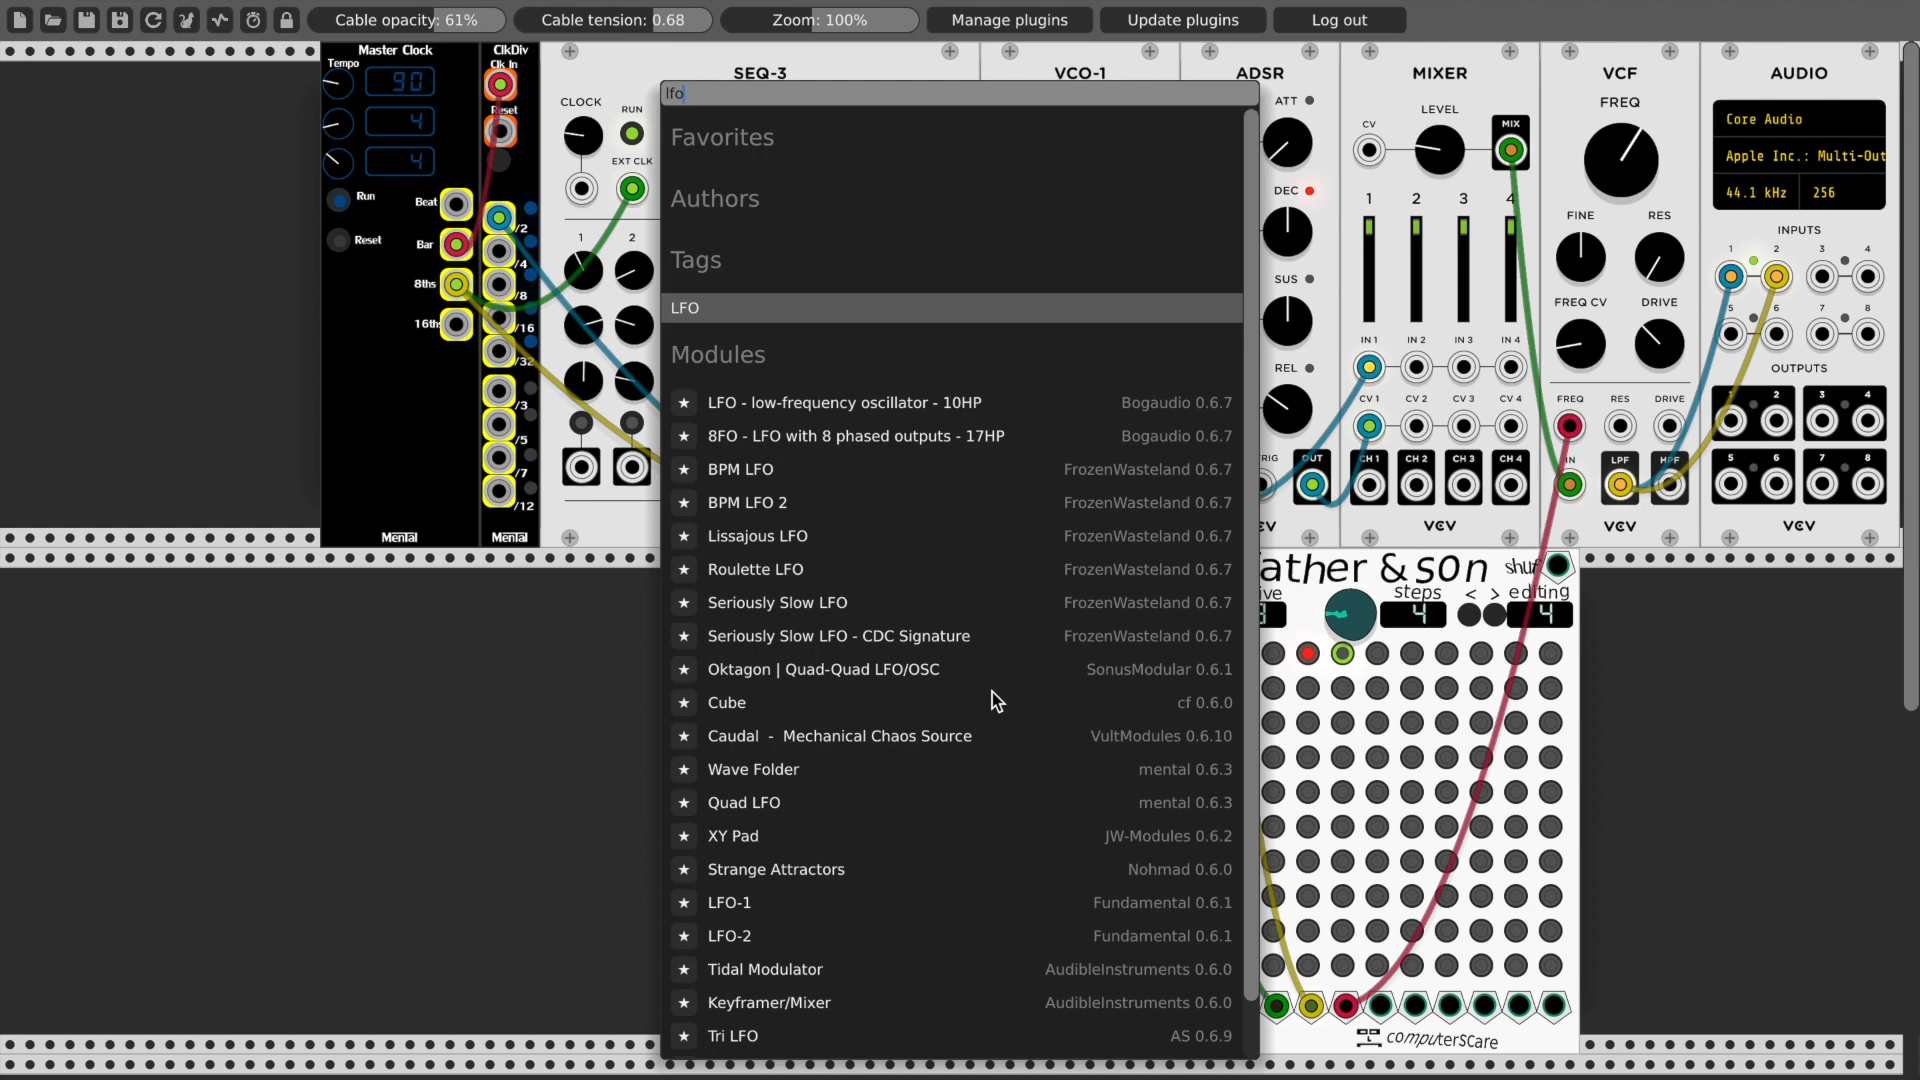 Cable opacity: 61%
Cable tension: 0.68
Zoom: 100%
Manage plugins
Update plugins
Log out
Master Clock
Tempo
90
4
4
Run
Reset
Beat
Bar
8ths
16th
Mental
ClkDiv
Clk In
Reset
/2
/4
/8
/16
/32
/3
/5
/7
/12
Mental
SEQ-3
CLOCK
RUN
EXT CLK
1
2
VCO-1
lfo
Favorites
Authors
Tags
LFO
Modules
LFO - low-frequency oscillator - 10HP Bogaudio 0.6.7
8FO - LFO with 8 phased outputs - 17HP Bogaudio 0.6.7
BPM LFO FrozenWasteland 0.6.7
BPM LFO 2 FrozenWasteland 0.6.7
Lissajous LFO FrozenWasteland 0.6.7
Roulette LFO FrozenWasteland 0.6.7
Seriously Slow LFO FrozenWasteland 0.6.7
Seriously Slow LFO - CDC Signature FrozenWasteland 0.6.7
Oktagon | Quad-Quad LFO/OSC SonusModular 0.6.1
Cube cf 0.6.0
Caudal - Mechanical Chaos Source VultModules 0.6.10
Wave Folder mental 0.6.3
Quad LFO mental 0.6.3
XY Pad JW-Modules 0.6.2
Strange Attractors Nohmad 0.6.0
LFO-1 Fundamental 0.6.1
LFO-2 Fundamental 0.6.1
Tidal Modulator AudibleInstruments 0.6.0
Keyframer/Mixer AudibleInstruments 0.6.0
Tri LFO AS 0.6.9
ADSR
ATT
DEC
SUS
REL
RIG
OUT
CV
MIXER
LEVEL
CV
MIX
1 2 3 4
IN 1 IN 2 IN 3 IN 4
CV 1 CV 2 CV 3 CV 4
CH 1 CH 2 CH 3 CH 4
VCV
VCF
FREQ
FINE
RES
FREQ CV
DRIVE
FREQ
RES
DRIVE
IN
LPF
HPF
VCV
AUDIO
Core Audio
Apple Inc.: Multi-Out
44.1 kHz
256
INPUTS
1 2 3 4
5 6 7 8
OUTPUTS
1 2 3 4
5 6 7 8
VCV
ather & son
shuf
ive
steps
< >
editing
4
4
computerscare